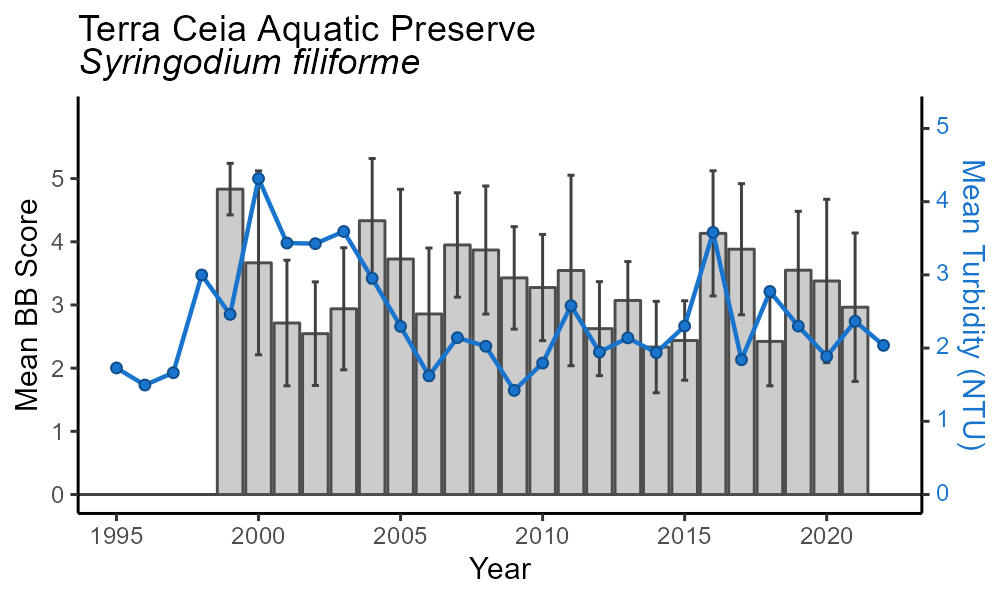 Terra Ceia Aquatic Preserve
Syringodium filiforme
Mean BB Score
5
4
3
2
1
0
5
4
3
2
1
0
Mean Turbidity (NTU)
1995 2000 2005 2010 2015 2020
Year